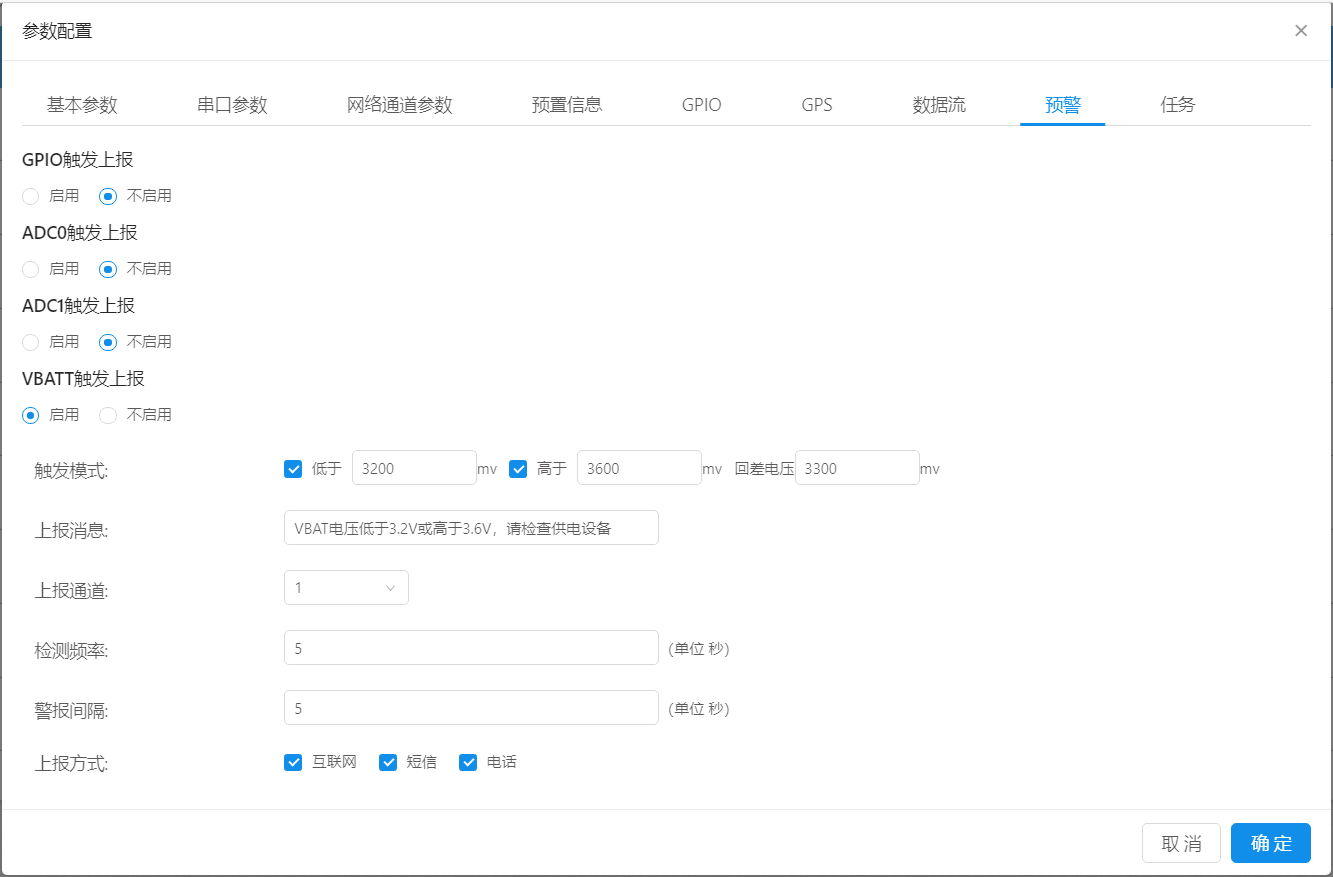 参数配置
基本参数 串口参数 网络通道参数 预置信息 GPIO GPS 数据流 预警 任务
GPIO触发上报
启用 不启用
ADC0触发上报
启用 不启用
ADC1触发上报
启用 不启用
VBATT触发上报
启用 不启用
触发模式: 低于 3200 mv 高于 3600 mv 回差电压 3300 mv
上报消息: VBAT电压低于3.2V或高于3.6V，请检查供电设备
上报通道: 1
检测频率: 5 (单位 秒)
警报间隔: 5 (单位 秒)
上报方式: 互联网 短信 电话
取 消 确 定